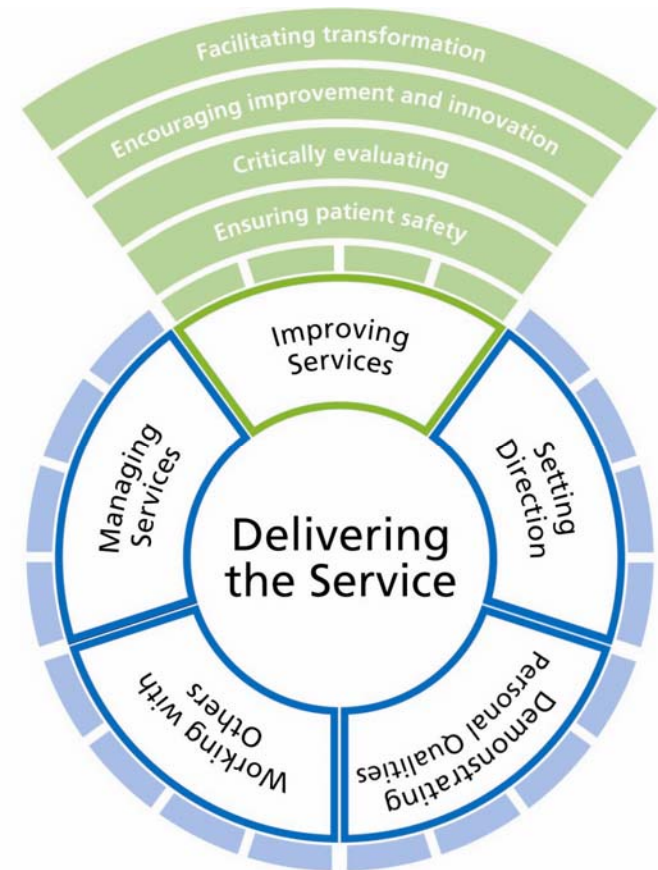 Facilitating transformation
Encouraging improvement and innovation
Critically evaluating
Ensuring patient safety
Improving
Services
Setting
Direction
Demonstrating
Personal Qualities
Working with
Others
Managing
Services
Delivering
the Service